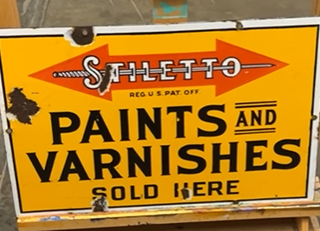 STILETTO
REG. U.S. PAT. OFF.
PAINTS AND
VARNISHES
SOLD HERE